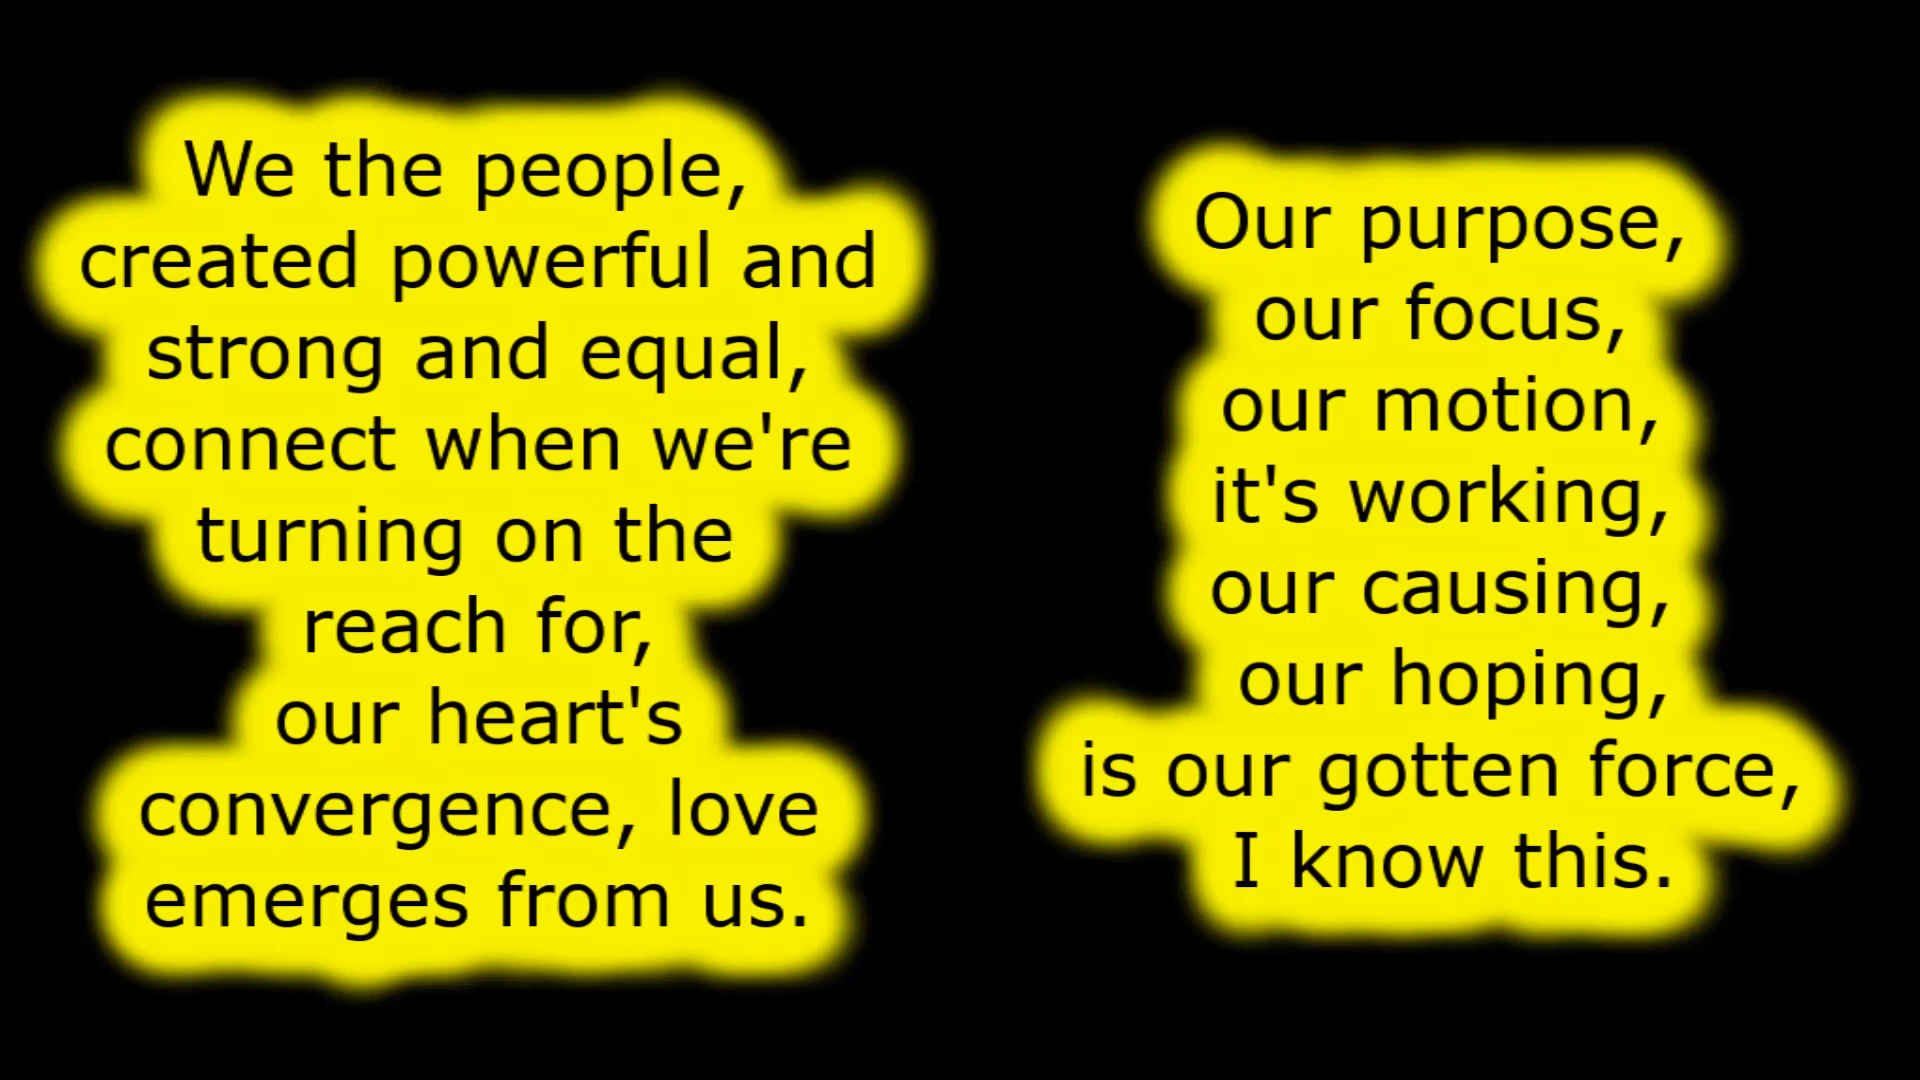 We the people,
created powerful and
strong and equal,
connect when we're
turning on the
reach for,
our heart's
convergence, love
emerges from us.
Our purpose,
our focus,
our motion,
it's working,
our causing,
our hoping,
is our gotten force,
I know this.